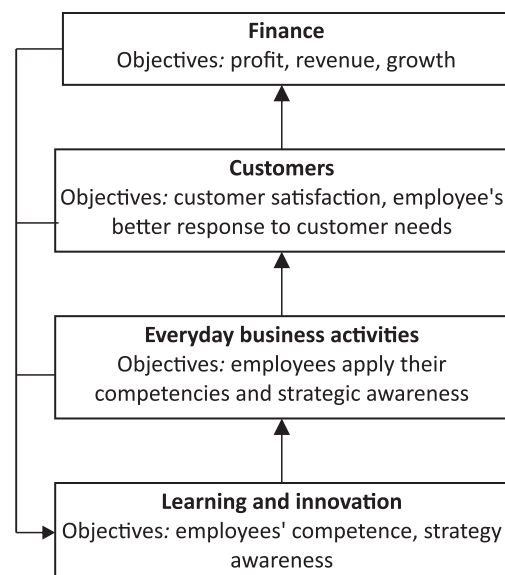 Finance
Objectives: profit, revenue, growth
Customers
Objectives: customer satisfaction, employee's
better response to customer needs
Everyday business activities
Objectives: employees apply their
competencies and strategic awareness
Learning and innovation
Objectives: employees' competence, strategy
awareness